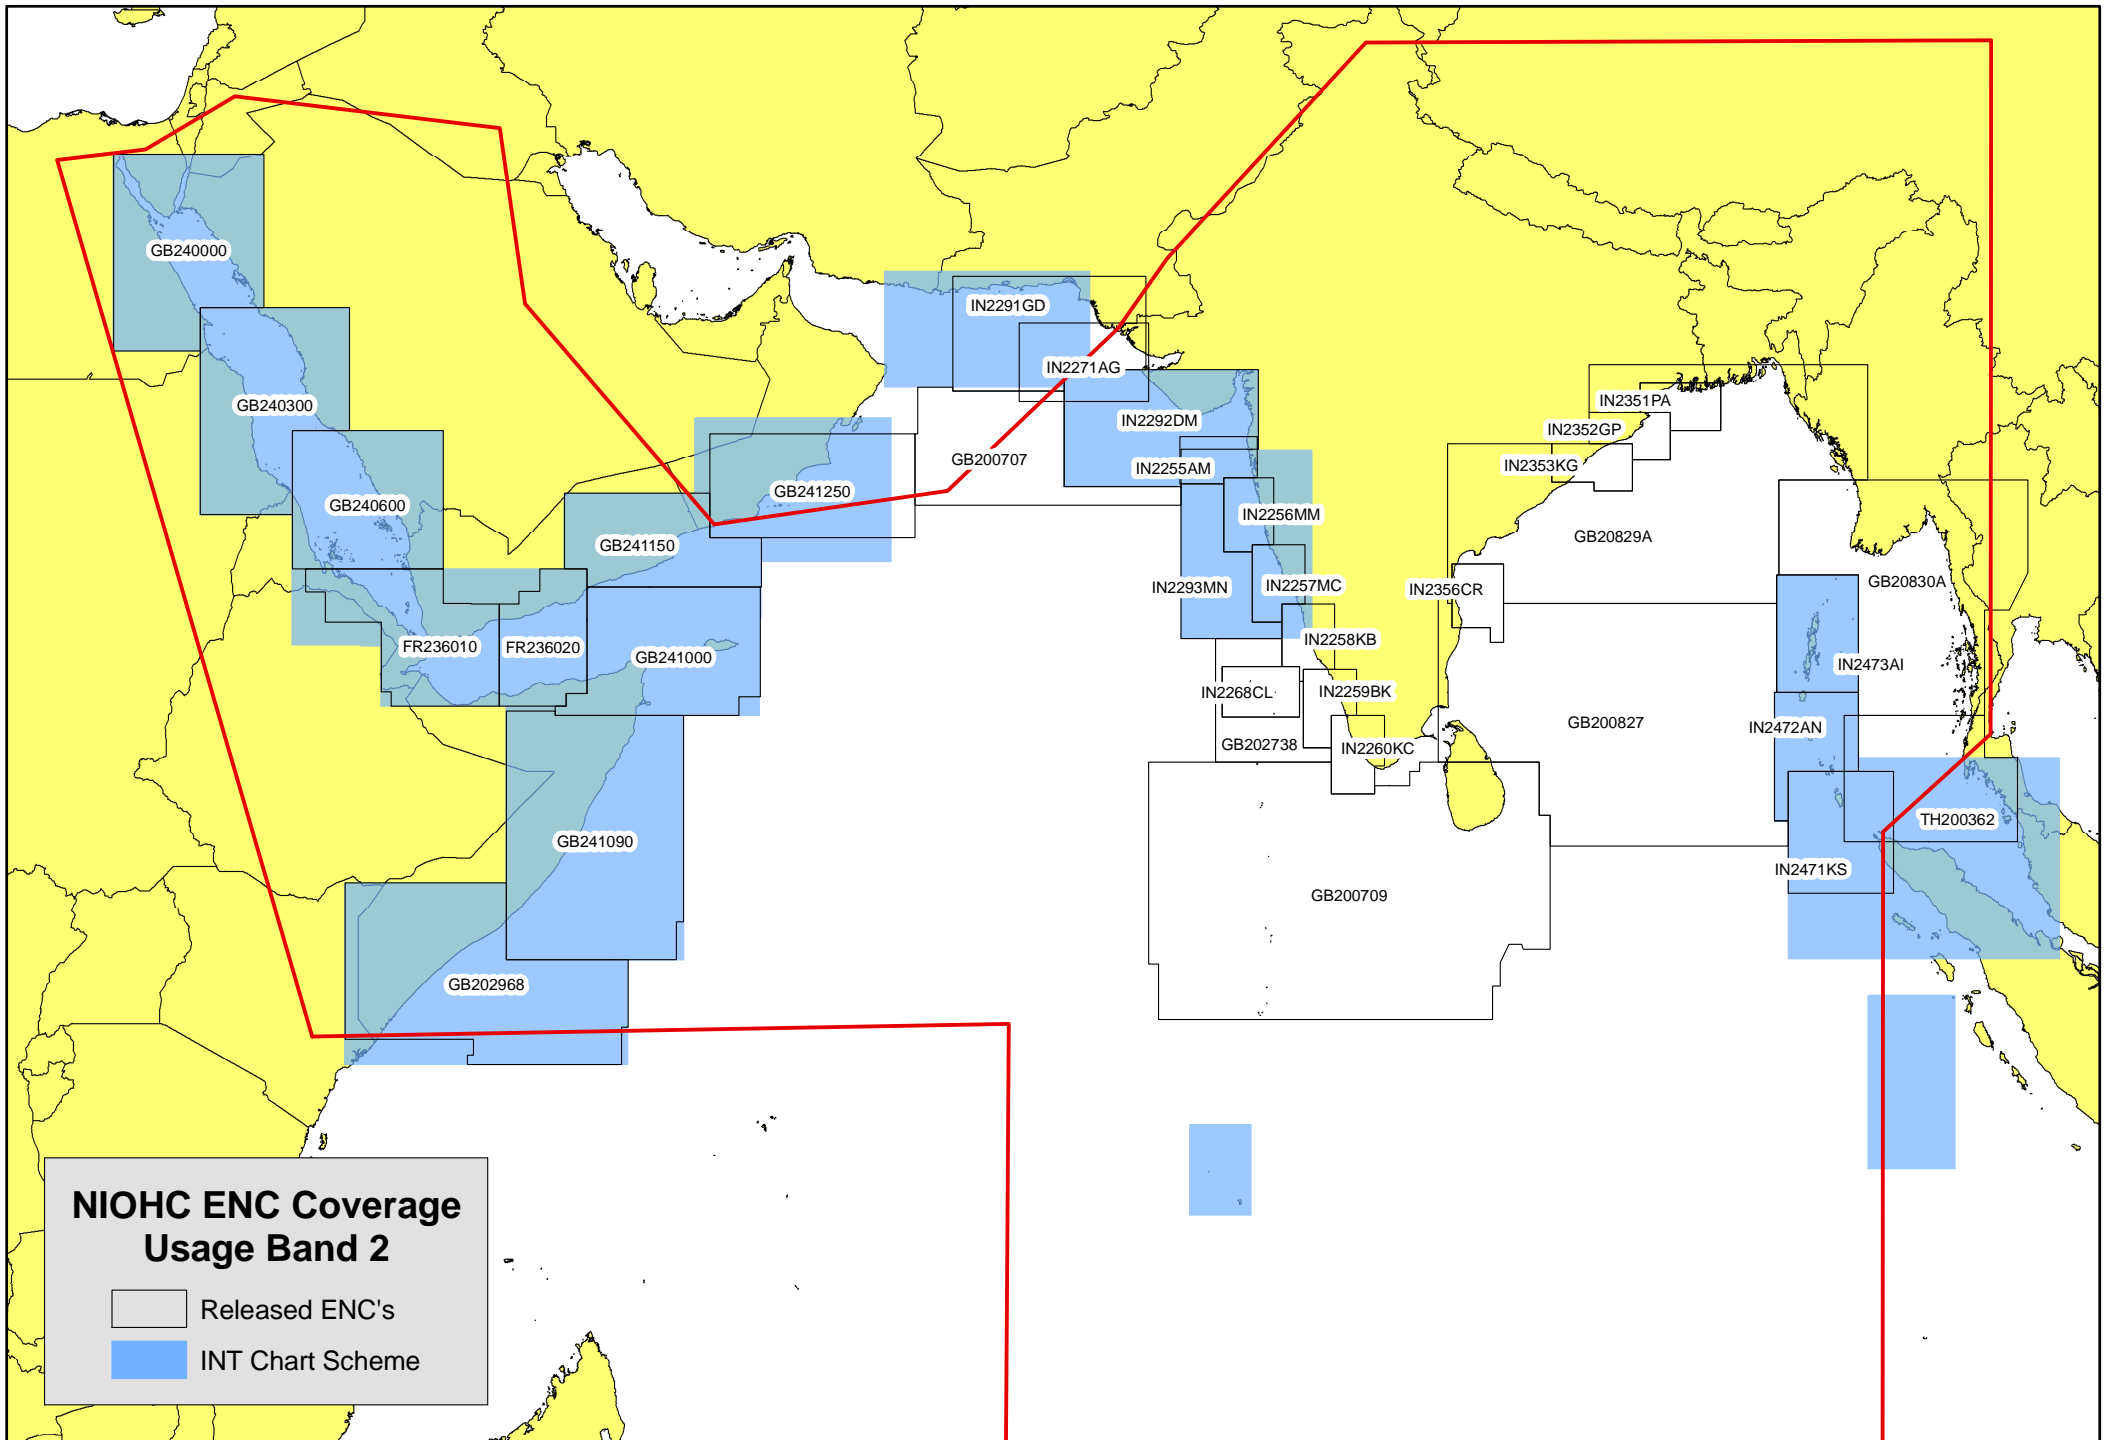 GB240000
IN2291GD
IN2271AG
GB240300
IN2351PA
IN2292DM
IN2352GP
GB200707
IN2255AM
IN2353KG
GB241250
GB240600
IN2256MM
GB20829A
GB241150
GB20830A
IN2293MN
IN2257MC
IN2356CR
IN2258KB
FR236010
FR236020
GB241000
IN2473AI
IN2268CL
IN2259BK
GB200827
IN2472AN
GB202738
IN2260KC
TH200362
GB241090
IN2471KS
GB200709
GB202968
NIOHC ENC Coverage
Usage Band 2
Released ENC's
INT Chart Scheme